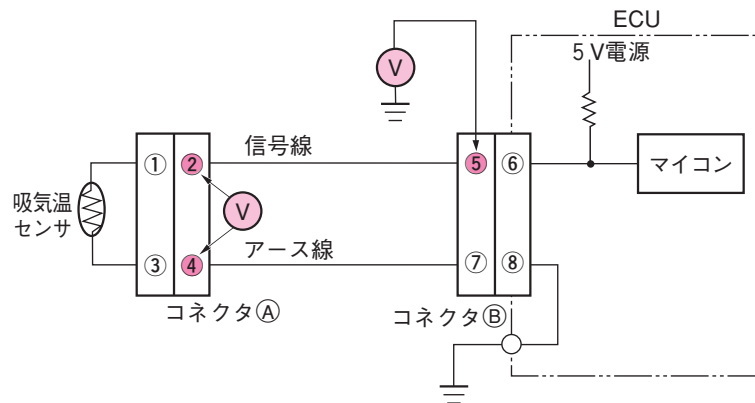 ECU
5 V電源
V
信号線
① ② ⑤ ⑥
マイコン
吸気温
センサ
V
アース線
③ ④ ⑦ ⑧
コネクタⒶ
コネクタⒷ